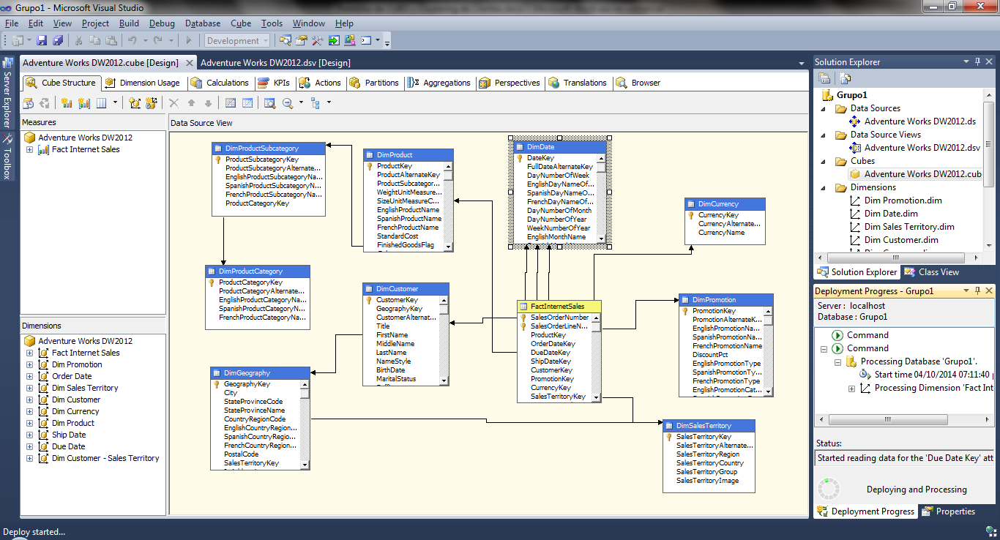 Grupo1 - Microsoft Visual Studio
File Edit View Project Build Debug Database Cube Tools Window Help
Development
Server Explorer
Toolbox
Adventure Works DW2012.cube [Design]
Adventure Works DW2012.dsv [Design]
Cube Structure
Dimension Usage
Calculations
KPIs
Actions
Partitions
Aggregations
Perspectives
Translations
Browser
Measures
Adventure Works DW2012
Fact Internet Sales
Dimensions
Adventure Works DW2012
Fact Internet Sales
Dim Promotion
Order Date
Dim Sales Territory
Dim Customer
Dim Currency
Dim Product
Ship Date
Due Date
Dim Customer - Sales Territory
Data Source View
DimProductSubcategory
ProductSubcategoryKey
ProductSubcategoryAlternate...
EnglishProductSubcategoryNa...
SpanishProductSubcategoryNa...
FrenchProductSubcategoryNa...
ProductCategoryKey
DimProduct
ProductKey
ProductAlternateKey
ProductSubcategor...
WeightUnitMeasure...
SizeUnitMeasureC...
EnglishProductName
SpanishProductName
FrenchProductName
StandardCost
FinishedGoodsFlag
DimDate
DateKey
FullDateAlternateKey
DayNumberOfWeek
EnglishDayNameOf...
SpanishDayNameO...
FrenchDayNameOf...
DayNumberOfMonth
DayNumberOfYear
WeekNumberOfYear
EnglishMonthName
DimCurrency
CurrencyKey
CurrencyAlternate...
CurrencyName
DimProductCategory
ProductCategoryKey
ProductCategoryAlternate...
EnglishProductCategoryNa...
SpanishProductCategoryNa...
FrenchProductCategoryNa...
DimCustomer
CustomerKey
GeographyKey
CustomerAlternat...
Title
FirstName
MiddleName
LastName
NameStyle
BirthDate
MaritalStatus
FactInternetSales
SalesOrderNumber
SalesOrderLineN...
ProductKey
OrderDateKey
DueDateKey
ShipDateKey
CustomerKey
PromotionKey
CurrencyKey
SalesTerritoryKey
DimPromotion
PromotionKey
PromotionAlternateK...
EnglishPromotionNa...
SpanishPromotionNa...
FrenchPromotionName
DiscountPct
EnglishPromotionType
SpanishPromotionTy...
FrenchPromotionType
EnglishPromotionCat...
DimGeography
GeographyKey
City
StateProvinceCode
StateProvinceName
CountryRegionCode
EnglishCountryRegion...
SpanishCountryRegio...
FrenchCountryRegion...
PostalCode
SalesTerritoryKey
DimSalesTerritory
SalesTerritoryKey
SalesTerritoryAlternate...
SalesTerritoryRegion
SalesTerritoryCountry
SalesTerritoryGroup
SalesTerritoryImage
Solution Explorer
Grupo1
Data Sources
Adventure Works DW2012.ds
Data Source Views
Adventure Works DW2012.dsv
Cubes
Adventure Works DW2012.cub
Dimensions
Dim Promotion.dim
Dim Date.dim
Dim Sales Territory.dim
Dim Customer.dim
Solution Explorer
Class View
Deployment Progress - Grupo1
Server : localhost
Database : Grupo1
Command
Command
Processing Database 'Grupo1'.
Start time 04/10/2014 07:11:40
Processing Dimension 'Fact Int
Status:
Started reading data for the 'Due Date Key' att
Deploying and Processing
Deployment Progress
Properties
Deploy started...